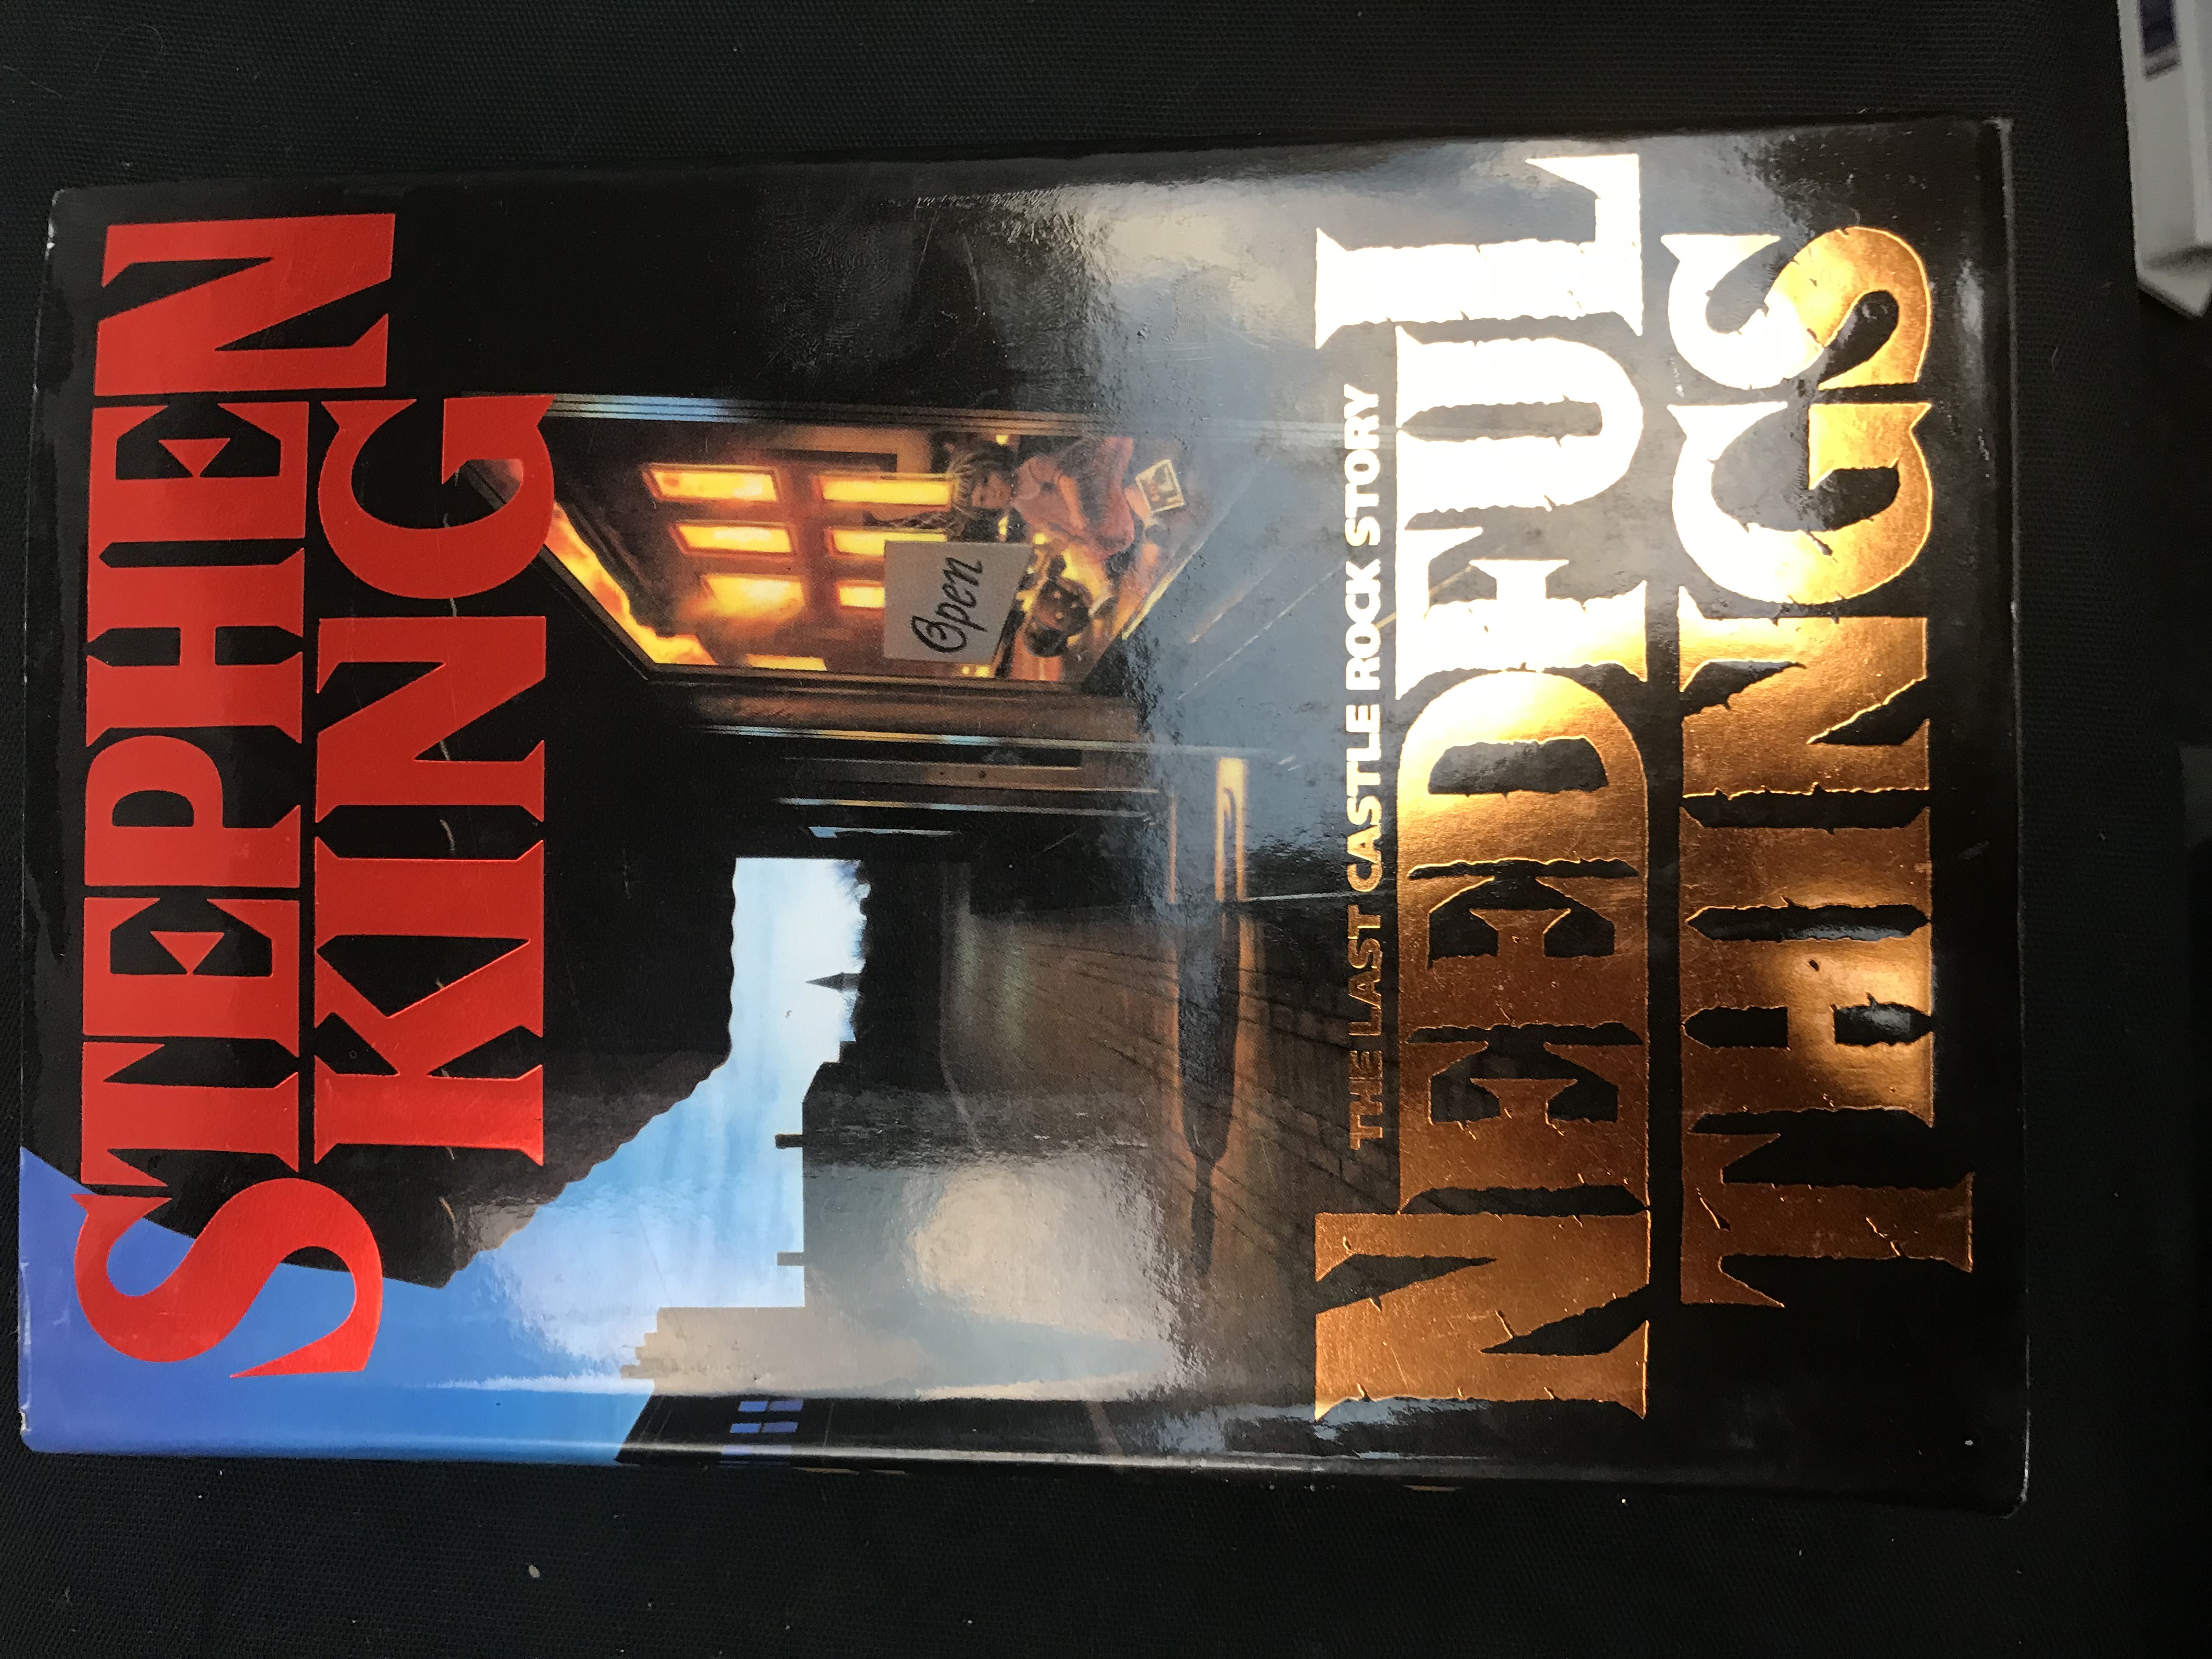 STEPHEN
KING
Open
THE LAST CASTLE ROCK STORY
NEEDFUL
THINGS